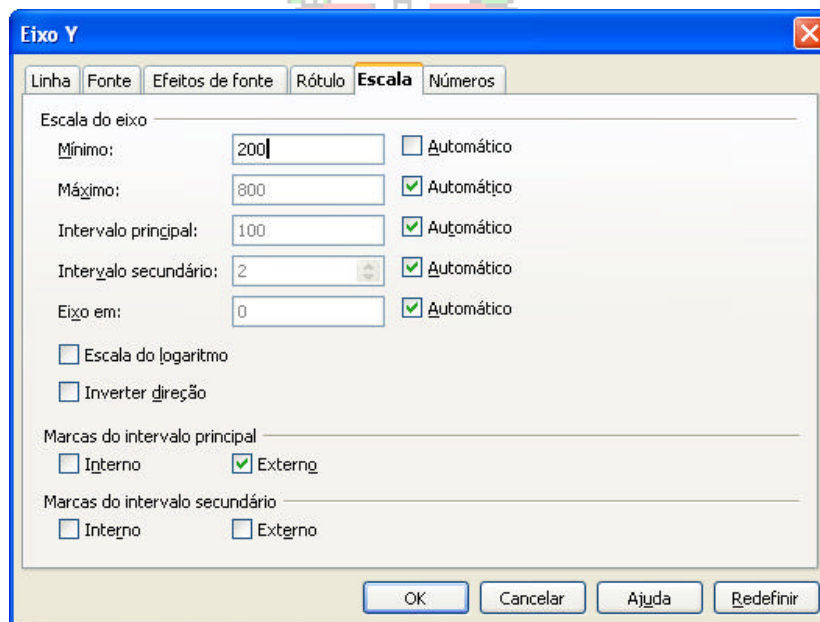 Eixo Y
Linha Fonte Efeitos de fonte Rótulo Escala Números
Escala do eixo
Mínimo: 200 Automático
Máximo: 800 Automático
Intervalo principal: 100 Automático
Intervalo secundário: 2 Automático
Eixo em: 0 Automático
Escala do logaritmo
Inverter direção
Marcas do intervalo principal
Interno Externo
Marcas do intervalo secundário
Interno Externo
OK Cancelar Ajuda Redefinir